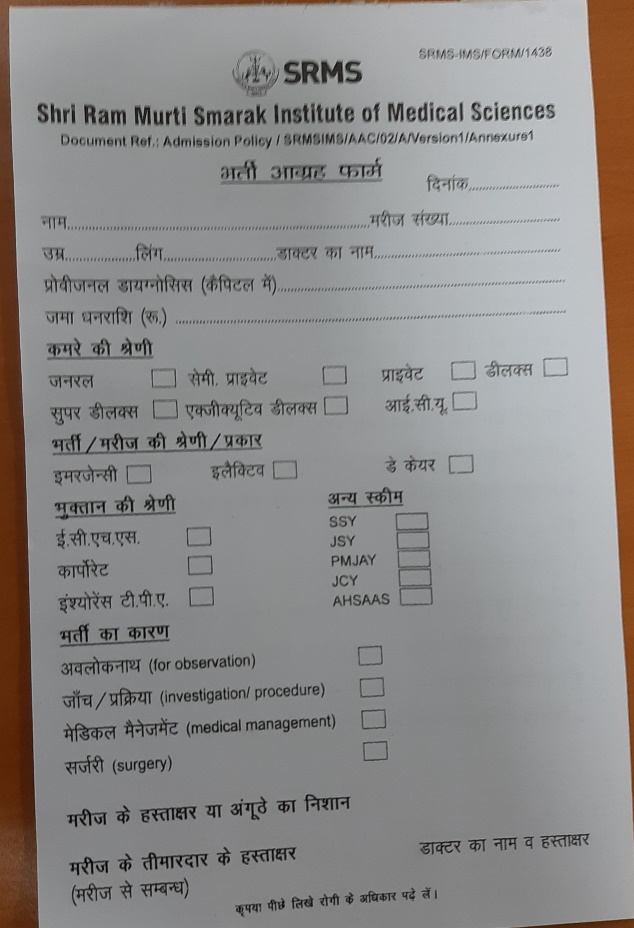 SRMS-IMS/FORM/1438
SRMS
Shri Ram Murti Smarak Institute of Medical Sciences
Document Ref.: Admission Policy / SRMSIMS/AAC/02/A/Version1/Annexure1
भर्ती आग्रह फार्म
दिनांक..........................
नाम..........................मरीज संख्या..........................
उम्र..................लिंग..........................डाक्टर का नाम..........................
प्रोवीजनल डायग्नोसिस (कैपिटल में)..........................
जमा धनराशि (रू.) ..........................
कमरे की श्रेणी
जनरल सेमी. प्राइवेट प्राइवेट डीलक्स
सुपर डीलक्स एक्जीक्यूटिव डीलक्स आई.सी.यू.
भर्ती/मरीज की श्रेणी/प्रकार
इमरजेन्सी इलैक्टिव डे केयर
भुक्तान की श्रेणी
ई.सी.एच.एस.
कार्पोरेट
इंश्योरेंस टी.पी.ए.
अन्य स्कीम
SSY
JSY
PMJAY
JCY
AHSAAS
भर्ती का कारण
अवलोकनाथ (for observation)
जाँच/प्रक्रिया (investigation/ procedure)
मेडिकल मैनेजमेंट (medical management)
सर्जरी (surgery)
मरीज के हस्ताक्षर या अंगूठे का निशान
मरीज के तीमारदार के हस्ताक्षर
(मरीज से सम्बन्ध)
डाक्टर का नाम व हस्ताक्षर
कृपया पीछे लिखे रोगी के अधिकार पढ़े लें।